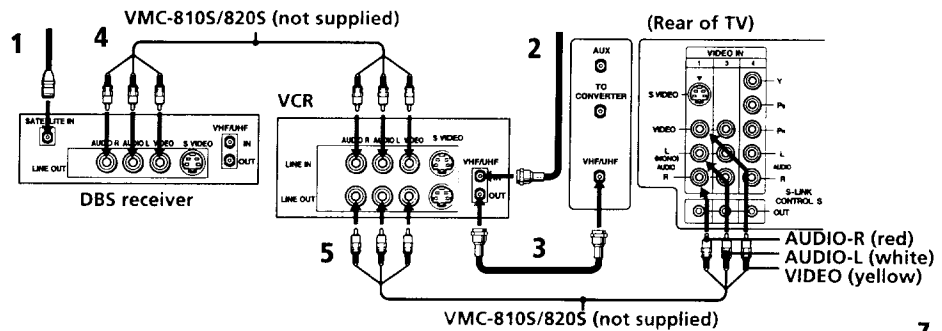 VMC-810S/820S (not supplied)
(Rear of TV)
1
4
2
VIDEO IN
1 3 4
AUX
TO
CONVERTER
VHF/UHF
S VIDEO
VIDEO
L
(MONO)
AUDIO
R
Y
PB
PR
L
AUDIO
R
S-LINK
CONTROL S
OUT
VCR
SATELLITE IN
AUDIO R AUDIO L VIDEO
S VIDEO
VHF/UHF
IN
OUT
LINE OUT
DBS receiver
AUDIO R AUDIO L VIDEO
S VIDEO
LINE IN
VHF/UHF
IN
LINE OUT
OUT
5
3
AUDIO-R (red)
AUDIO-L (white)
VIDEO (yellow)
VMC-810S/820S (not supplied)
7